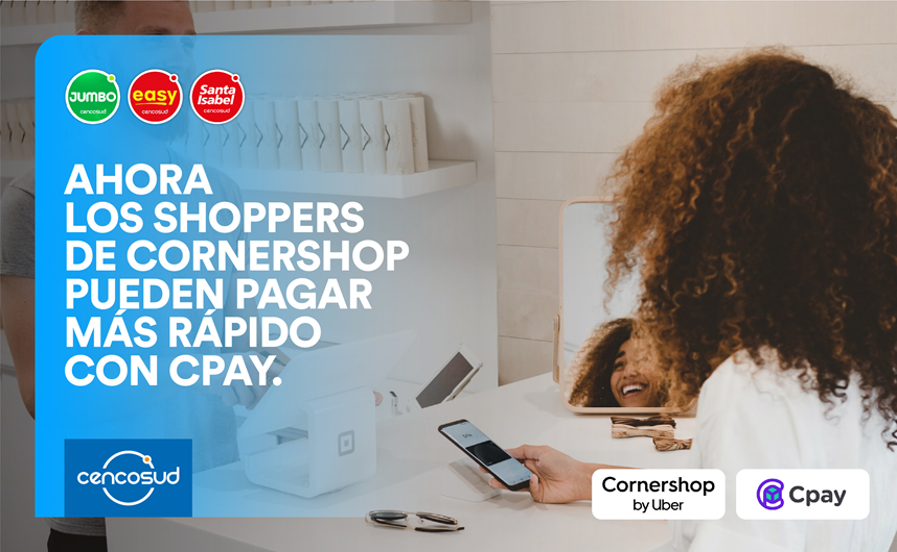 JUMBO
cencosud
easy
cencosud
Santa
Isabel
cencosud
AHORA
LOS SHOPPERS
DE CORNERSHOP
PUEDEN PAGAR
MÁS RÁPIDO
CON CPAY.
cencosud
Cornershop
by Uber
Cpay